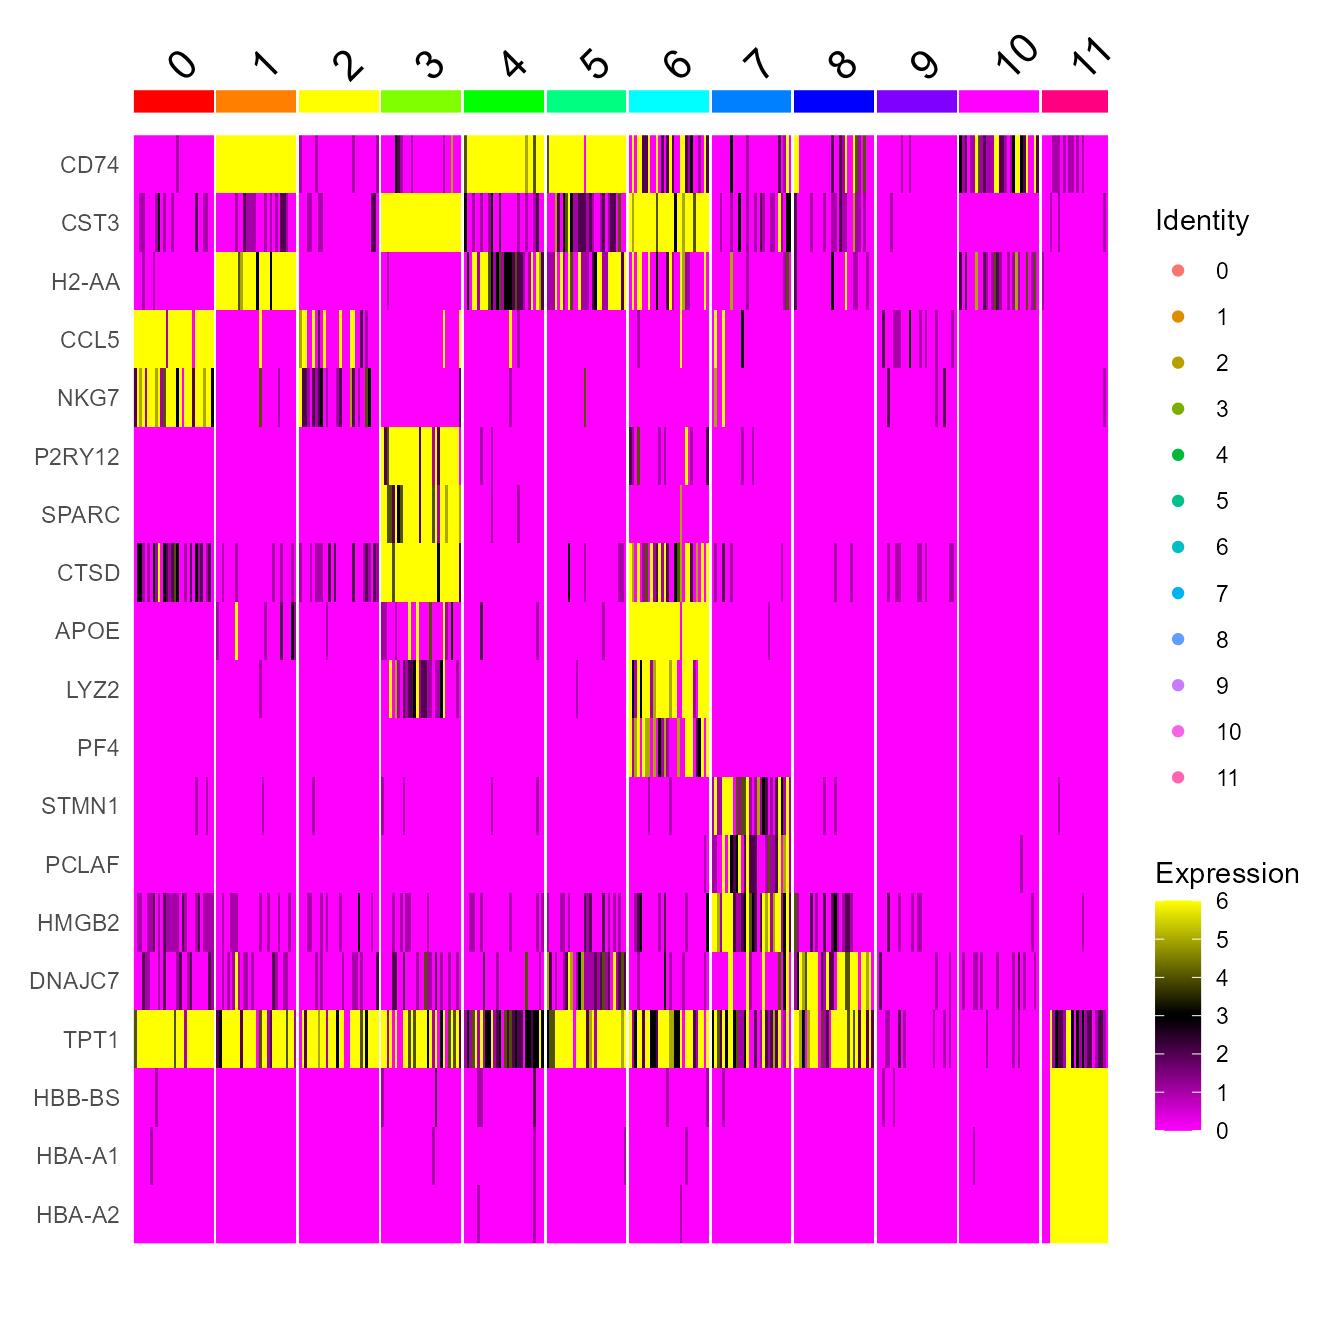 0 1 2 3 4 5 6 7 8 9 10 11
CD74
CST3
H2-AA
CCL5
NKG7
P2RY12
SPARC
CTSD
APOE
LYZ2
PF4
STMN1
PCLAF
HMGB2
DNAJC7
TPT1
HBB-BS
HBA-A1
HBA-A2
Identity
0
1
2
3
4
5
6
7
8
9
10
11
Expression
6
5
4
3
2
1
0